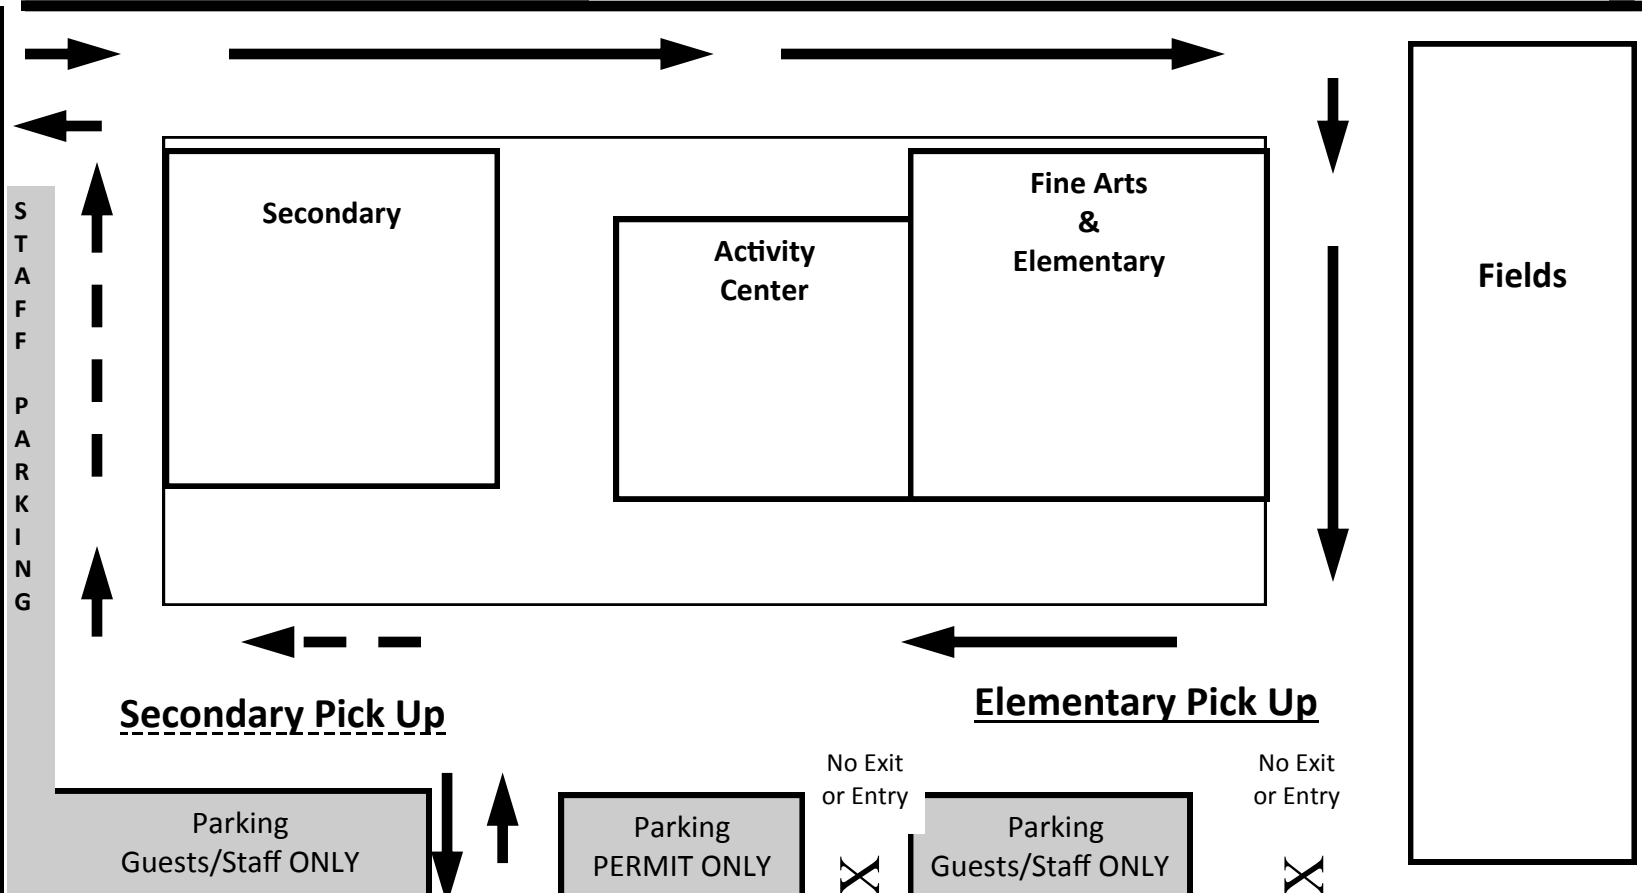 Secondary
Fine Arts
&
Elementary
Activity
Center
Fields
S
T
A
F
F
P
A
R
K
I
N
G
Secondary Pick Up
Elementary Pick Up
No Exit
or Entry
No Exit
or Entry
Parking
Guests/Staff ONLY
Parking
PERMIT ONLY
Parking
Guests/Staff ONLY
X
X